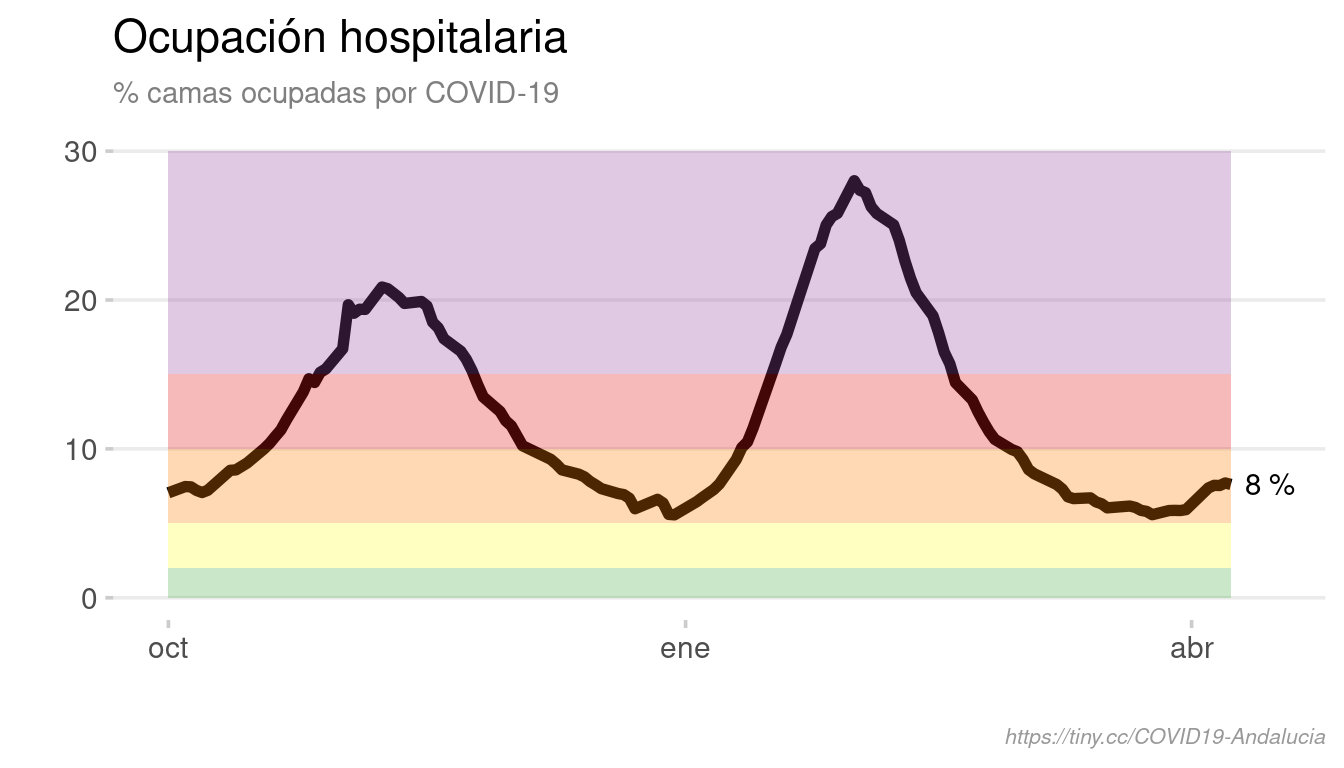 Ocupación hospitalaria
% camas ocupadas por COVID-19
30
20
10
0
8 %
oct ene abr
https://tiny.cc/COVID19-Andalucia